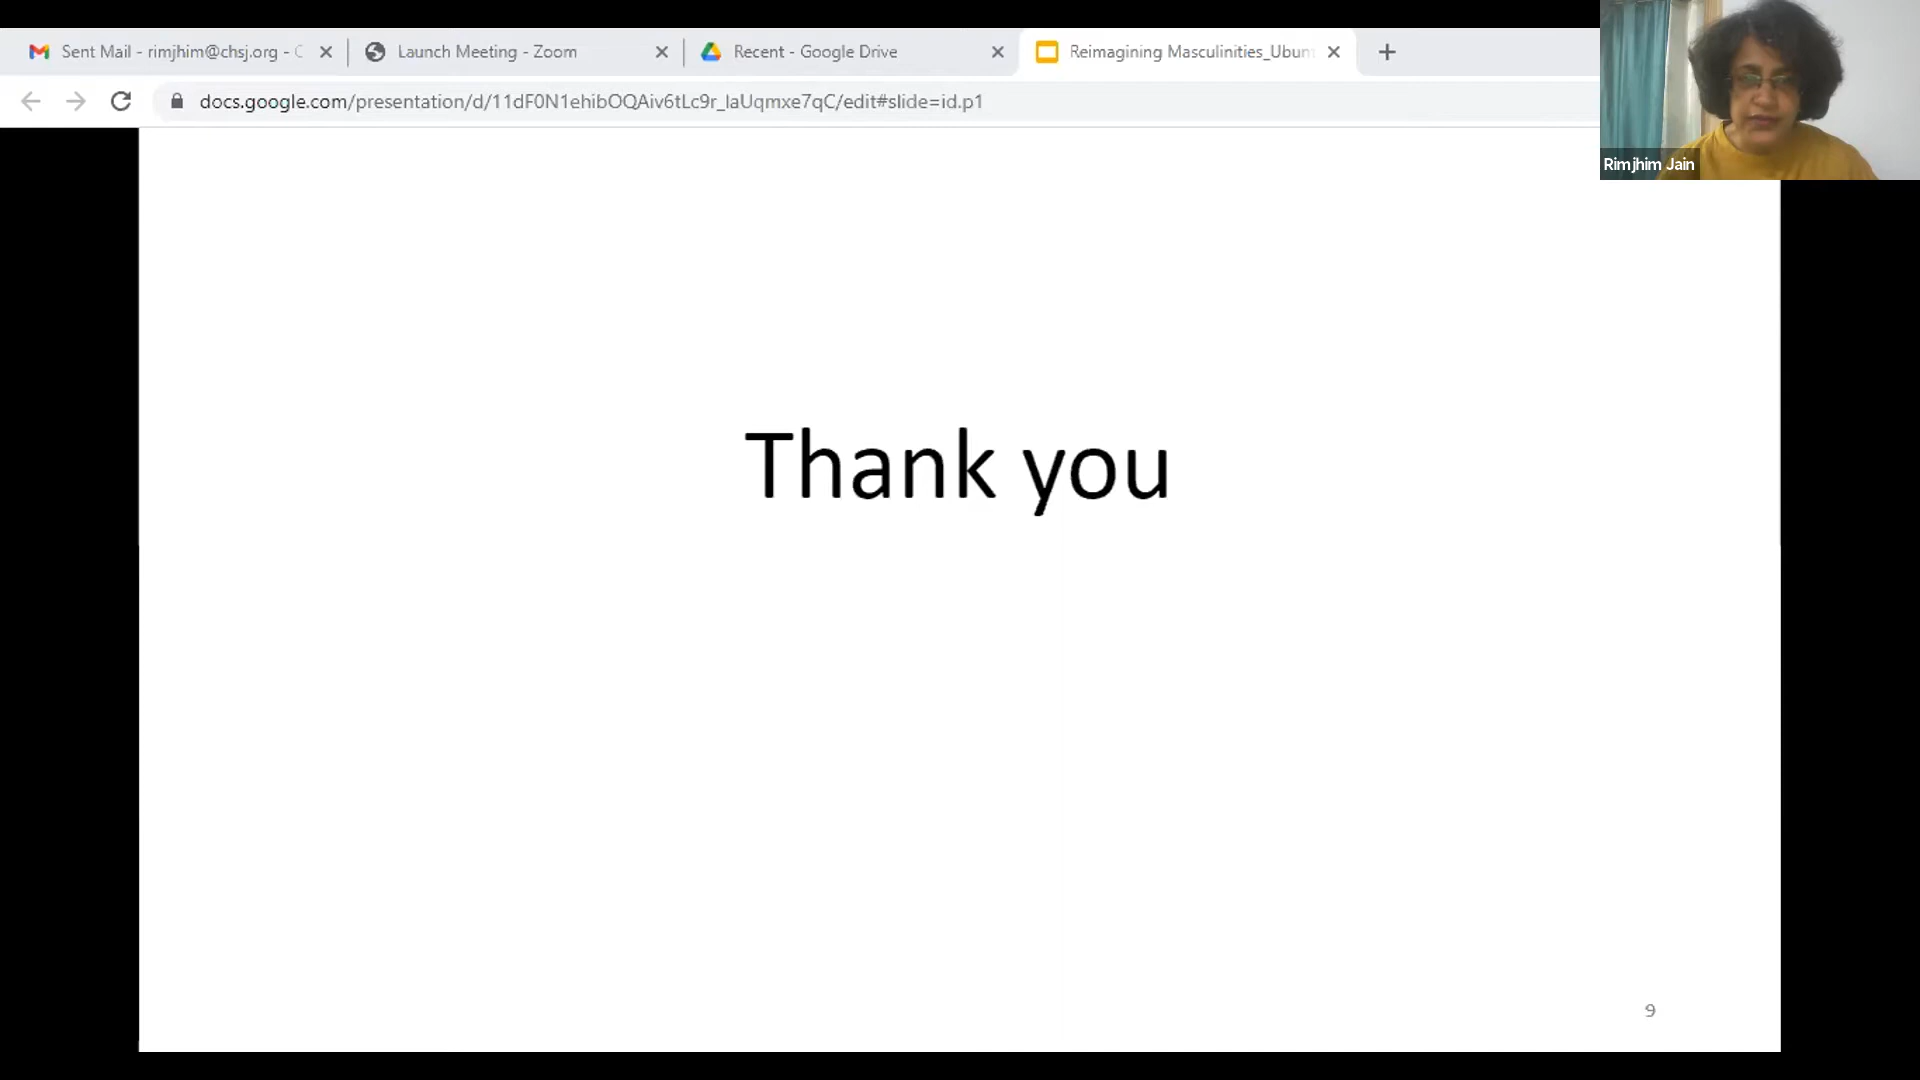 Sent Mail - rimjhim@chsj.org - C
Launch Meeting - Zoom
Recent - Google Drive
Reimagining Masculinities_Ubun
docs.google.com/presentation/d/11dF0N1ehibOQAiv6tLc9r_IaUqmxe7qC/edit#slide=id.p1
Rimjhim Jain
Thank you
9